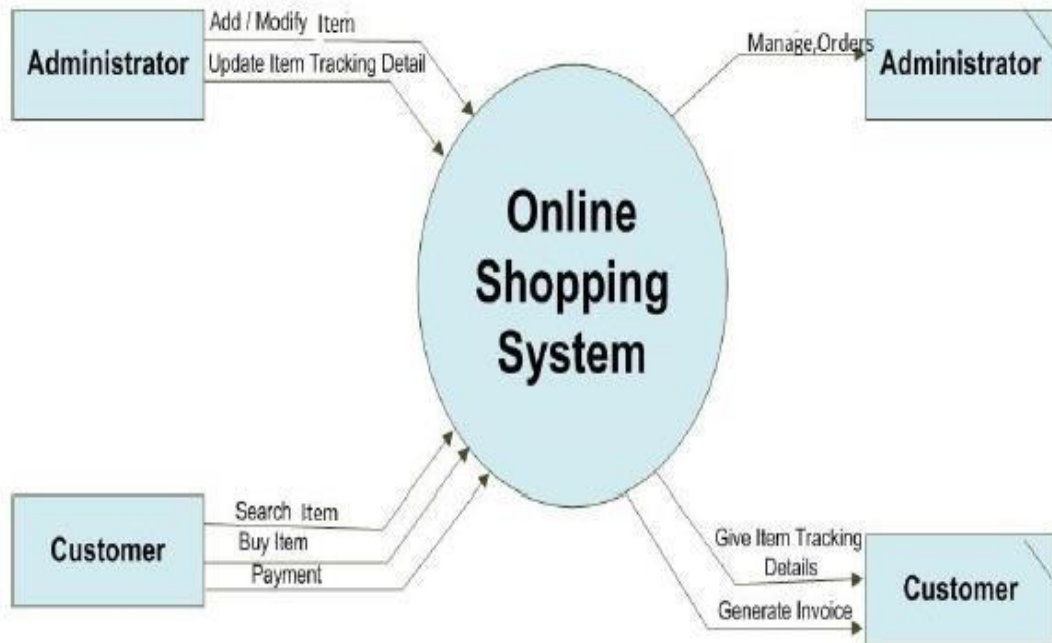 Administrator
Add / Modify Item
Update Item Tracking Detail
Manage,Orders
Administrator
Online
Shopping
System
Customer
Search Item
Buy Item
Payment
Give Item Tracking
Details
Generate Invoice
Customer